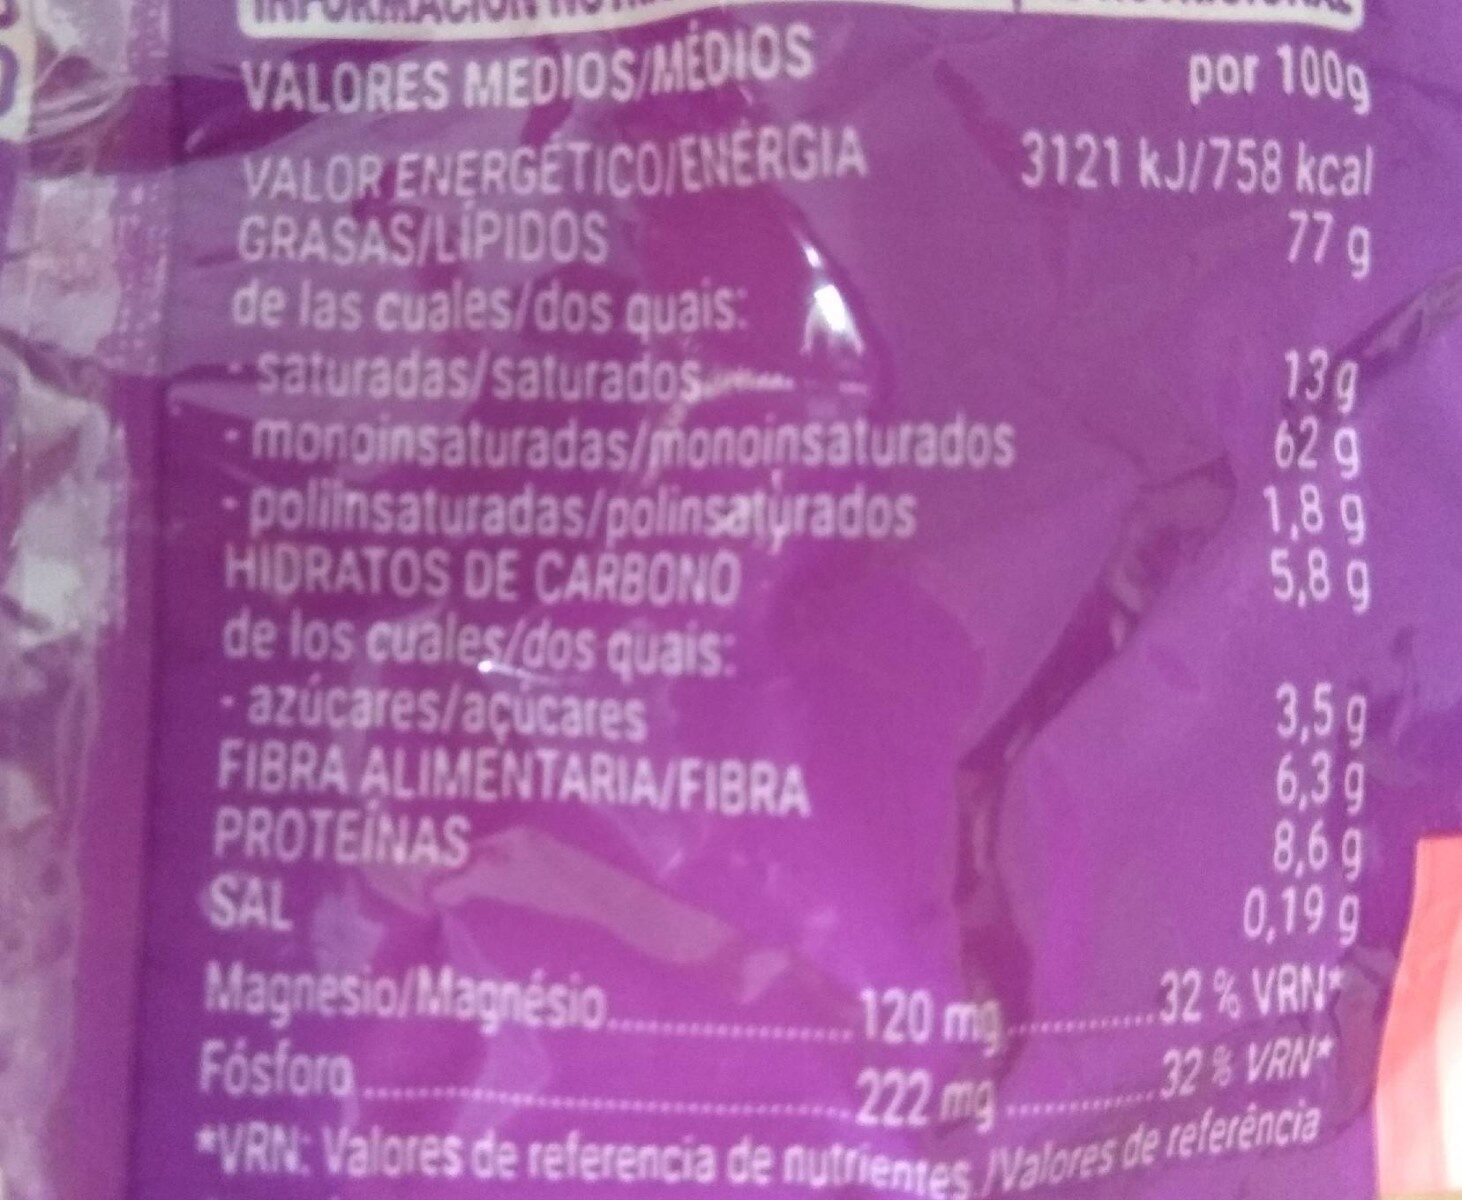 VALORES MEDIOS/MÉDIOS por 100g
VALOR ENERGÉTICO/ENERGIA 3121 kJ/758 kcal
GRASAS/LÍPIDOS 77 g
de las cuales/dos quais:
- saturadas/saturados 13 g
- monoinsaturadas/monoinsaturados 62 g
- poliinsaturadas/polinsaturados 1,8 g
HIDRATOS DE CARBONO 5,8 g
de los cuales/dos quais:
- azúcares/açúcares 3,5 g
FIBRA ALIMENTARIA/FIBRA 6,3 g
PROTEÍNAS 8,6 g
SAL 0,19 g
Magnesio/Magnésio 120 mg 32 % VRN*
Fósforo 222 mg 32 % VRN*
*VRN: Valores de referencia de nutrientes./Valores de referência